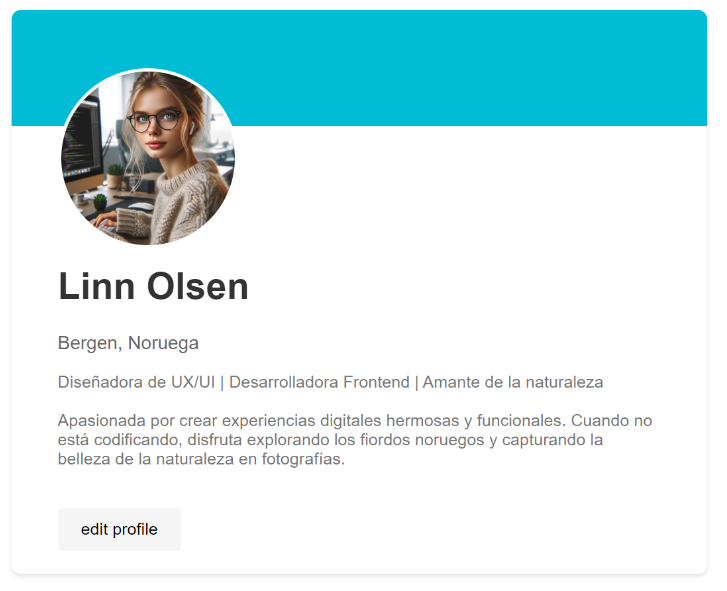 Linn Olsen
Bergen, Noruega
Diseñadora de UX/UI | Desarrolladora Frontend | Amante de la naturaleza
Apasionada por crear experiencias digitales hermosas y funcionales. Cuando no
está codificando, disfruta explorando los fiordos noruegos y capturando la
belleza de la naturaleza en fotografías.
edit profile